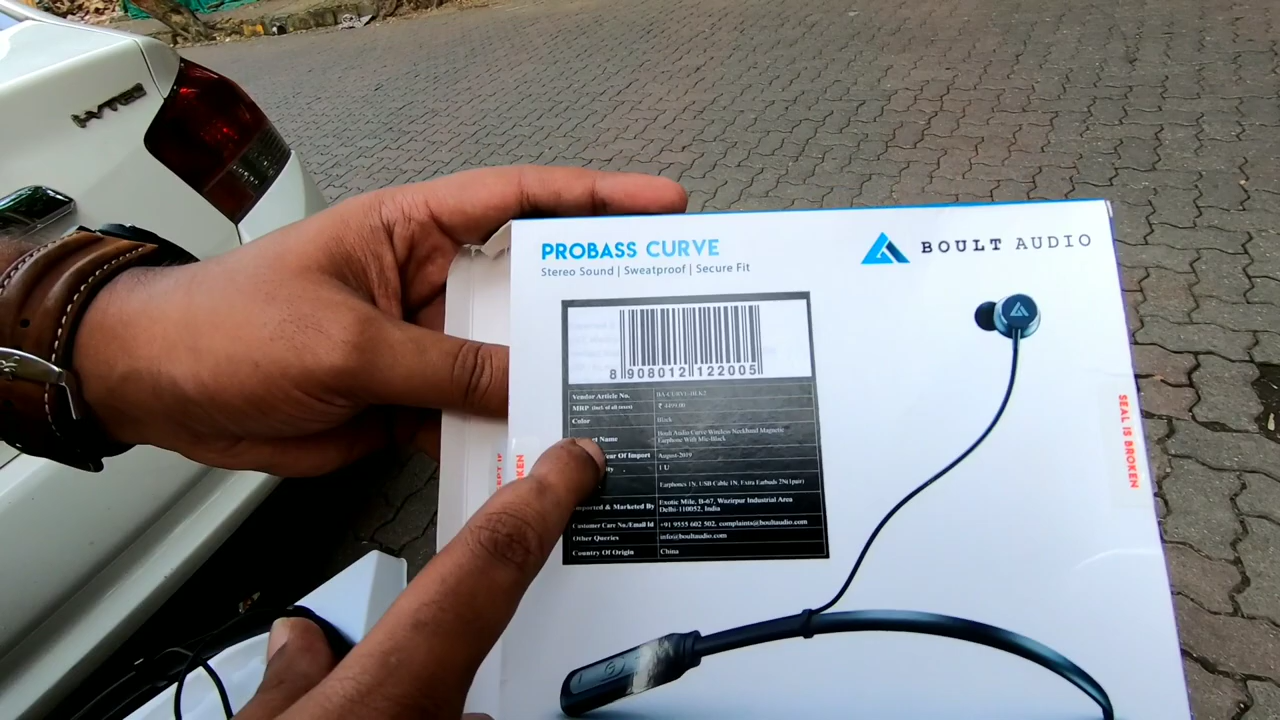 VTEC
PROBASS CURVE
Stereo Sound | Sweatproof | Secure Fit
BOULT AUDIO
8 908012 122005
Vendor Article No.
MRP (incl. of all taxes) ₹ 4499.00
Color Black
Name Boult Audio Curve Wireless Neckband Magnetic
Earphone With Mic-Black
Year Of Import August-2019
1 U
Earphones 1N, USB Cable 1N, Extra Earbuds 2N(1pair)
Imported & Marketed By Exotic Mile, B-67, Wazirpur Industrial Area
Delhi-110052, India
Customer Care No./Email Id +91 9555 602 502, complaints@boultaudio.com
Other Queries info@boultaudio.com
Country Of Origin China
SEAL IS BROKEN
BROKEN